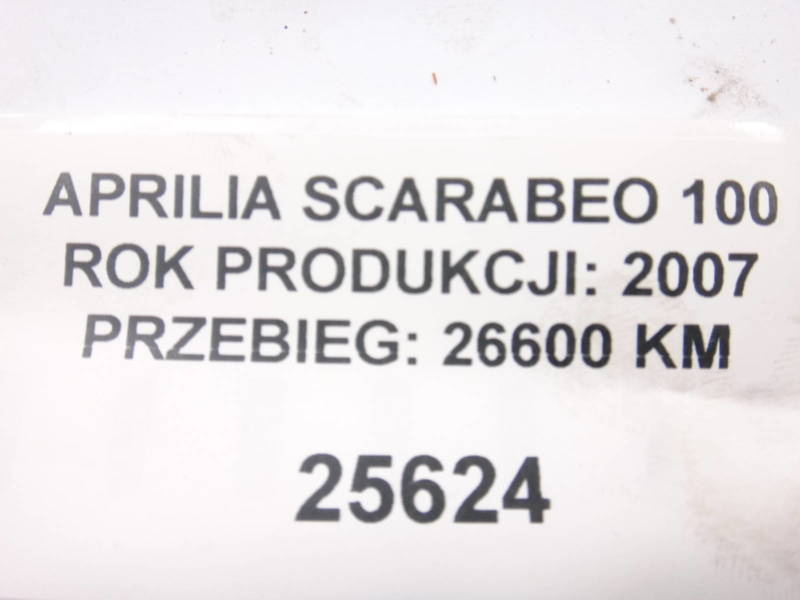 APRILIA SCARABEO 100
ROK PRODUKCJI: 2007
PRZEBIEG: 26600 KM
25624